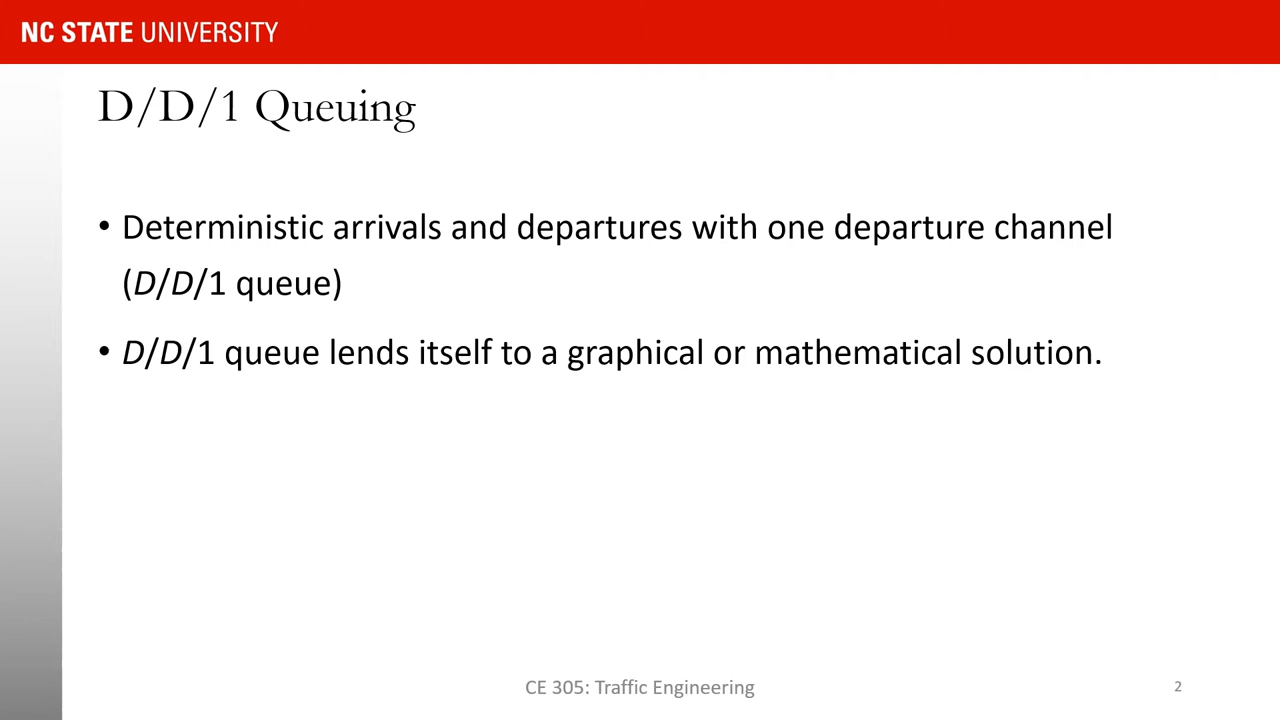 NC STATE UNIVERSITY
D/D/1 Queuing
• Deterministic arrivals and departures with one departure channel
(D/D/1 queue)
• D/D/1 queue lends itself to a graphical or mathematical solution.
CE 305: Traffic Engineering
2